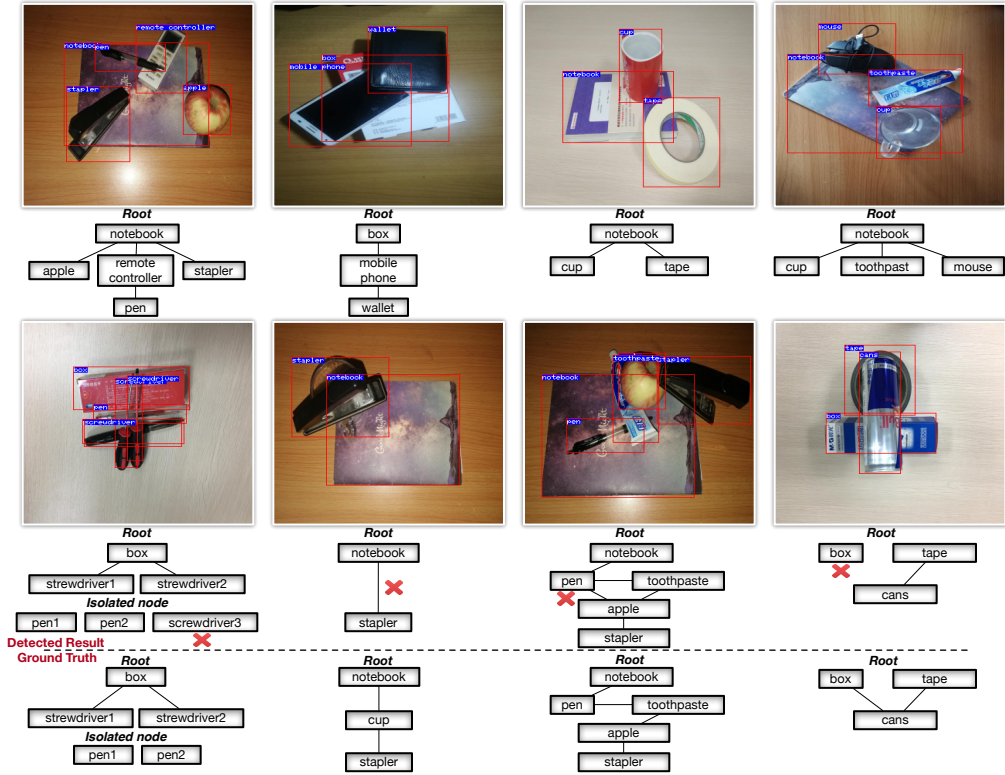 remote controller
notebook
pen
stapler
apple
wallet
box
mobile phone
cup
notebook
tape
mouse
notebook
toothpaste
cup
Root
notebook
apple
remote
controller
stapler
pen
Root
box
mobile
phone
wallet
Root
notebook
cup
tape
Root
notebook
cup
toothpast
mouse
box
screwdriver
pen
screwdriver
stapler
notebook
toothpaste
stapler
notebook
pen
tape
cans
box
Root
box
strewdriver1
strewdriver2
Isolated node
pen1
pen2
screwdriver3
Root
notebook
stapler
Root
notebook
pen
toothpaste
apple
stapler
Root
box
tape
cans
Detected Result
Ground Truth
Root
box
strewdriver1
strewdriver2
Isolated node
pen1
pen2
Root
notebook
cup
stapler
Root
notebook
pen
toothpaste
apple
stapler
Root
box
tape
cans